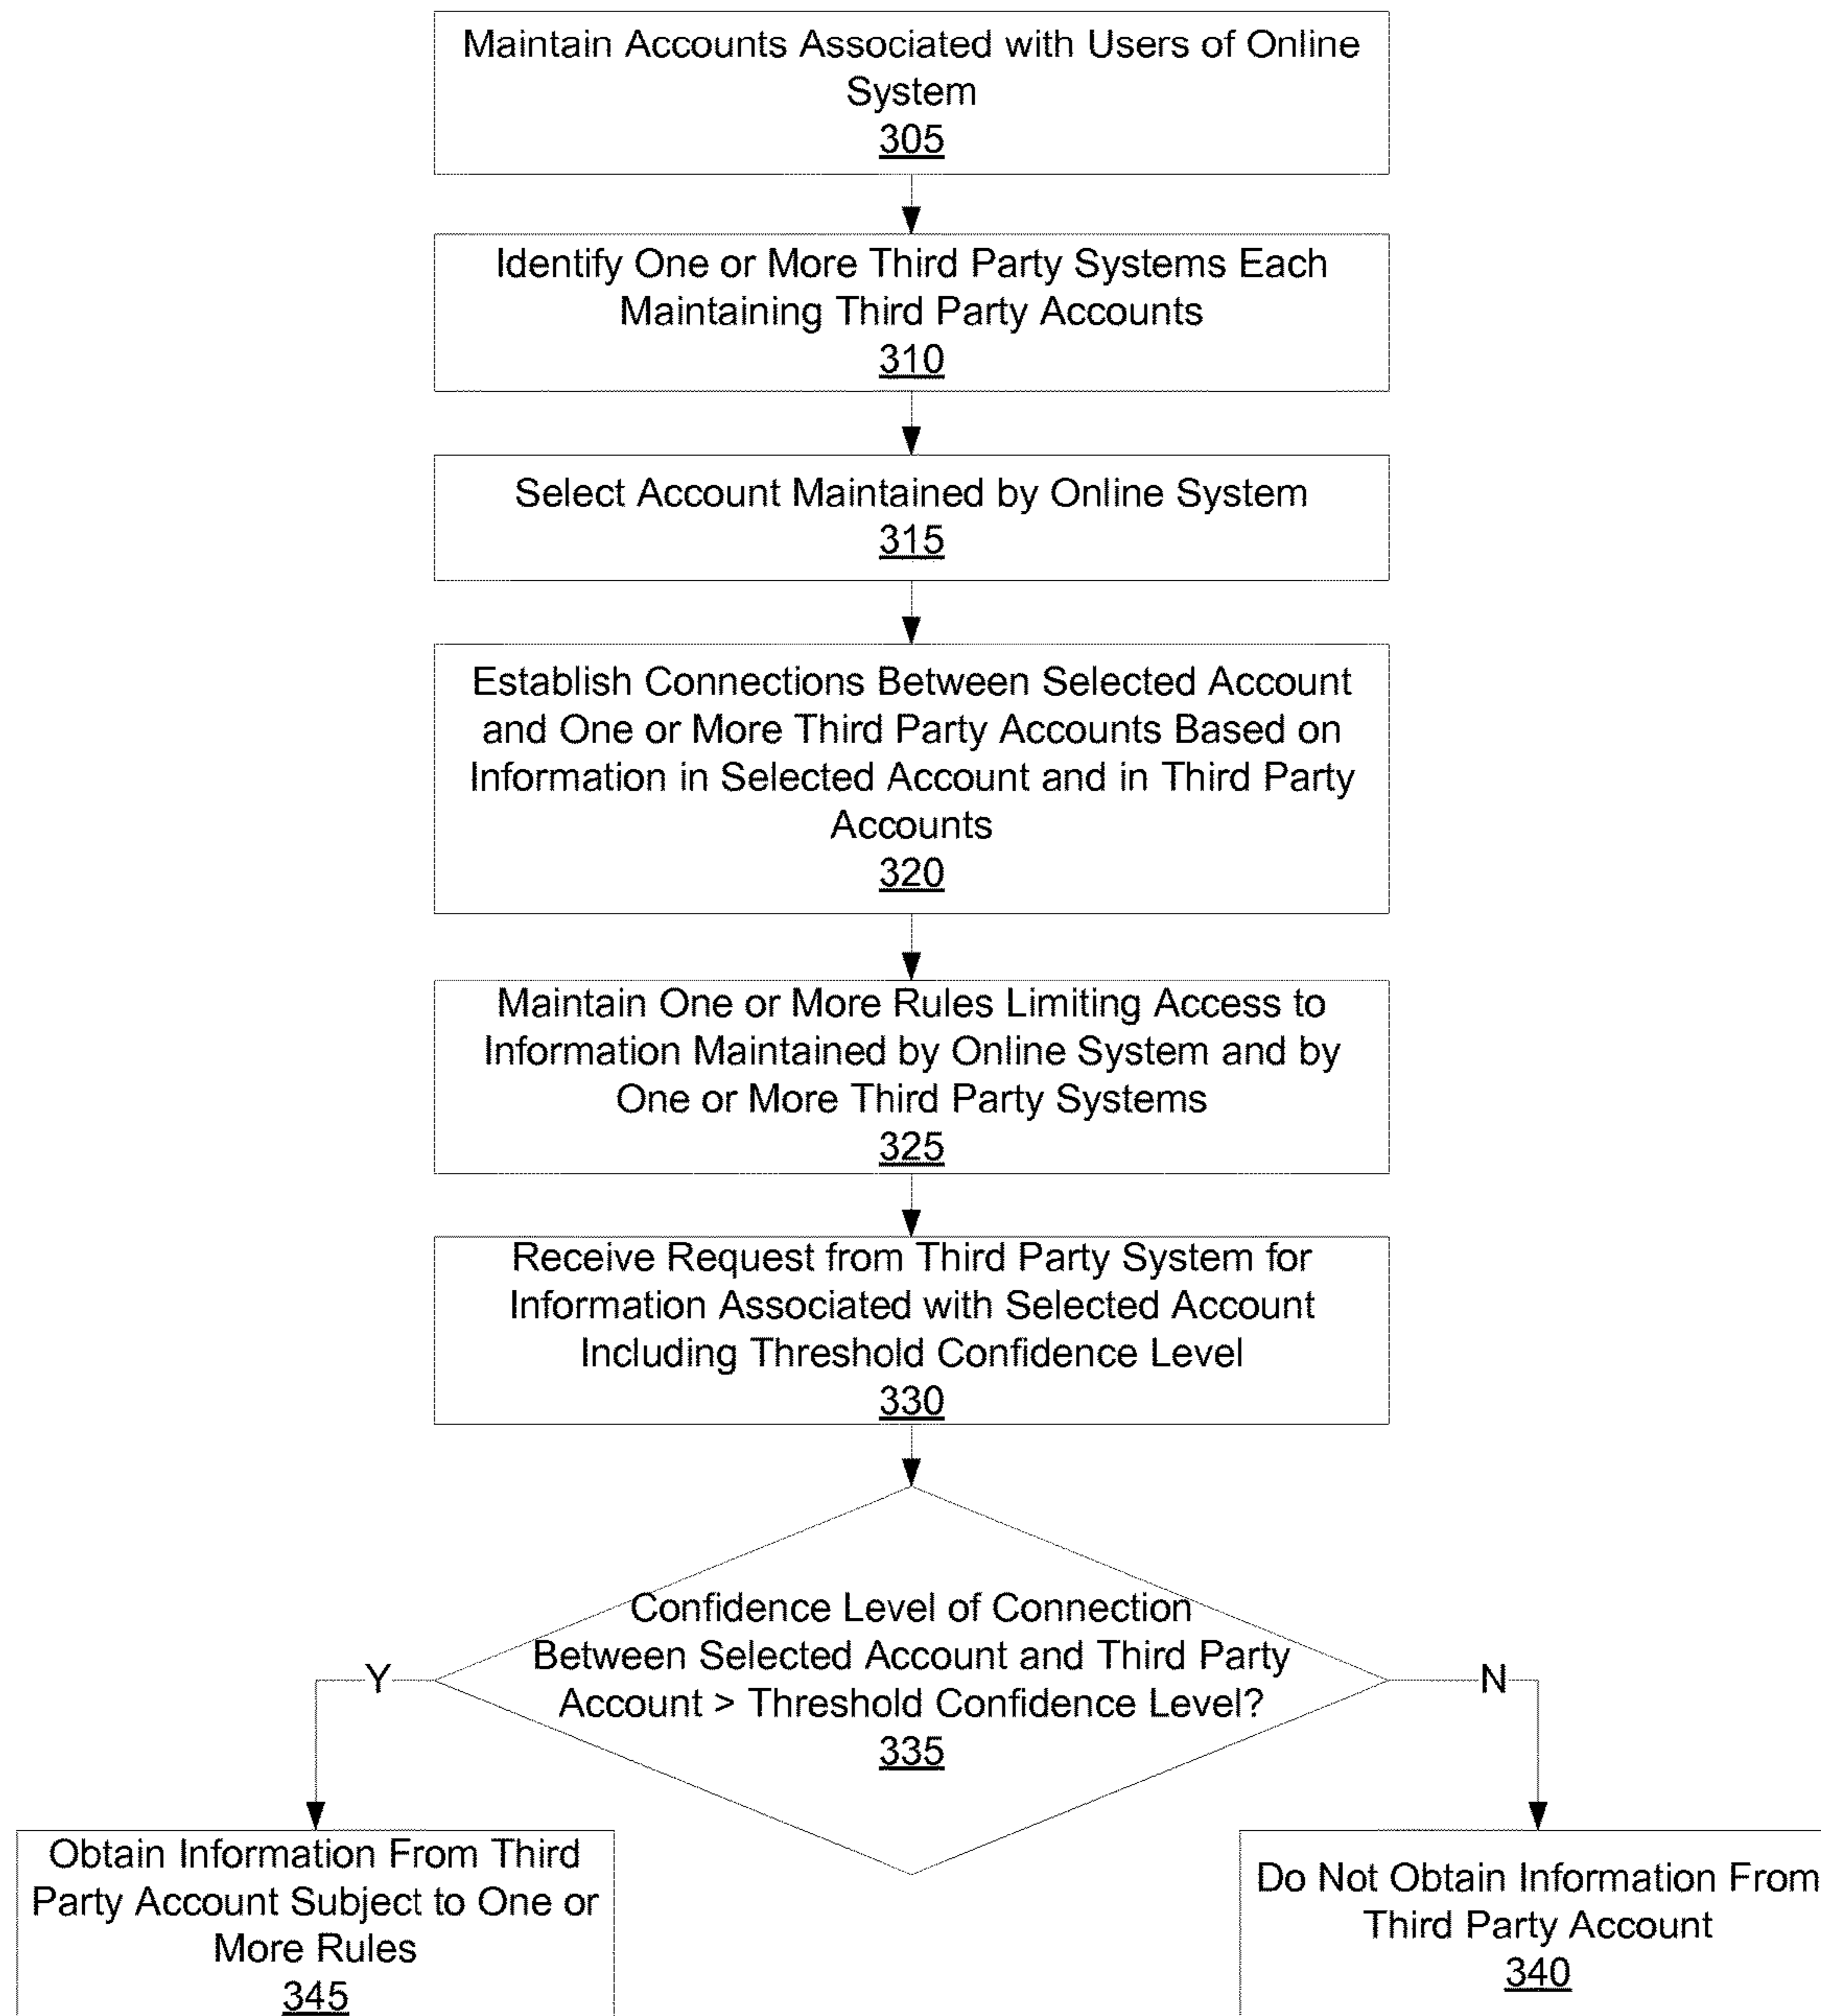 Maintain Accounts Associated with Users of Online
System
305
Identify One or More Third Party Systems Each
Maintaining Third Party Accounts
310
Select Account Maintained by Online System
315
Establish Connections Between Selected Account
and One or More Third Party Accounts Based on
Information in Selected Account and in Third Party
Accounts
320
Maintain One or More Rules Limiting Access to
Information Maintained by Online System and by
One or More Third Party Systems
325
Receive Request from Third Party System for
Information Associated with Selected Account
Including Threshold Confidence Level
330
Confidence Level of Connection
Between Selected Account and Third Party
Account > Threshold Confidence Level?
335
Y
N
Obtain Information From Third
Party Account Subject to One or
More Rules
345
Do Not Obtain Information From
Third Party Account
340